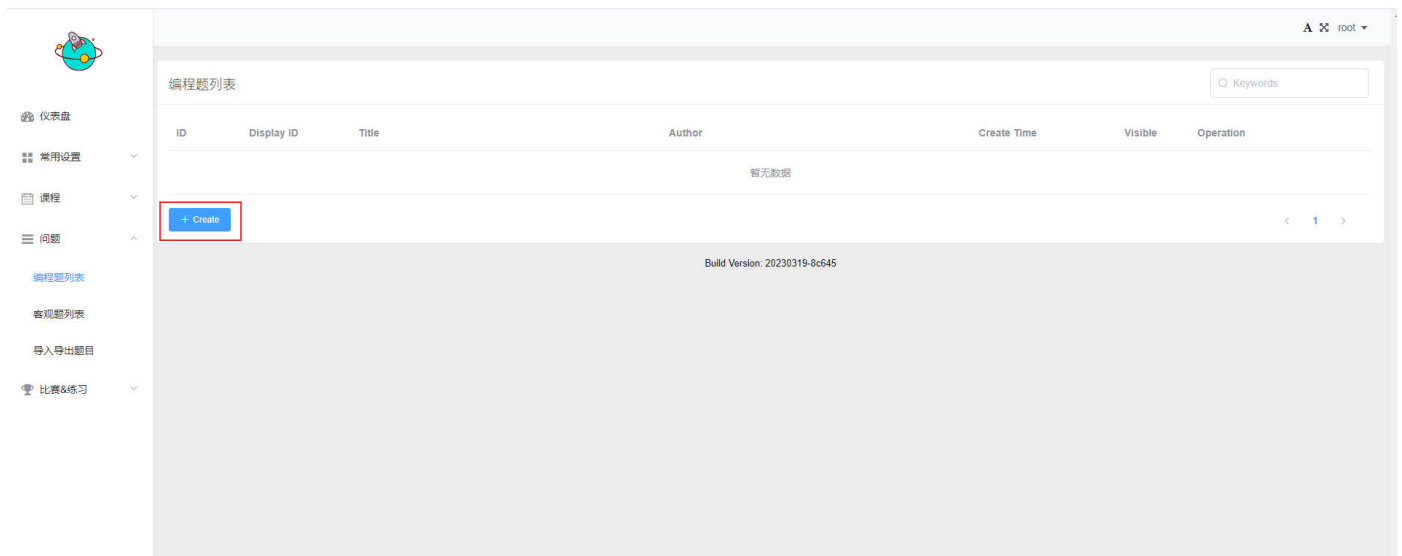 A root
编程题列表
Keywords
仪表盘
ID Display ID Title Author Create Time Visible Operation
常用设置
暂无数据
课程
+ Create
< 1 >
问题
Build Version: 20230319-8c645
编程题列表
客观题列表
导入导出题目
比赛&练习